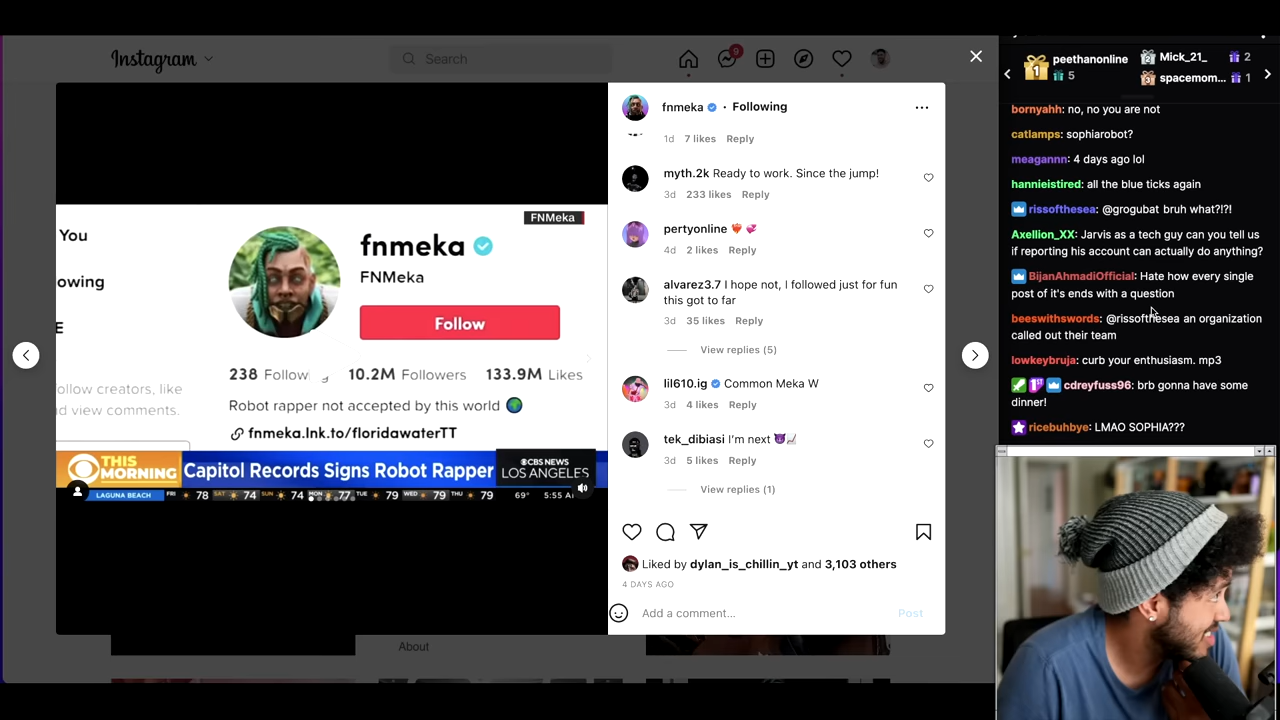 Instagram
Search
9
You
owing
E
ollow creators, like
d view comments.
FNMeka
fnmeka
FNMeka
Follow
10.2M Followers 133.9M Likes
238
Robot rapper not accepted by this world
fnmeka.lnk.to/floridawaterTT
THIS MORNING
Capitol Records Signs Robot Rapper
CBS NEWS
LOS ANGELES
LAGUNA BEACH FRI 78 SAT 74 SUN 74 MON 77 TUE 79 WED 79 THU 79 69° 5:55
About
fnmeka · Following
1d 7 likes Reply
myth.2k Ready to work. Since the jump!
3d 233 likes Reply
pertyonline
4d 2 likes Reply
alvarez3.7 I hope not, I followed just for fun
this got to far
3d 35 likes Reply
View replies (5)
lil610.ig Common Meka W
3d 4 likes Reply
tek_dibiasi I'm next 😈📈
3d 5 likes Reply
View replies (1)
Liked by dylan_is_chillin_yt and 3,103 others
4 DAYS AGO
Add a comment... Post
1 peethanonline
5
2 Mick_21_ 2
3 spacemom... 1
bornyahh: no, no you are not
catlamps: sophiarobot?
meagannn: 4 days ago lol
hannieistired: all the blue ticks again
rissofthesea: @grogubat bruh what?!?!
Axellion_XX: Jarvis as a tech guy can you tell us
if reporting his account can actually do anything?
BijanAhmadiOfficial: Hate how every single
post of it's ends with a question
beeswithswords: @rissofthesea an organization
called out their team
lowkeybruja: curb your enthusiasm. mp3
1st cdreyfuss96: brb gonna have some
dinner!
ricebuhbye: LMAO SOPHIA???